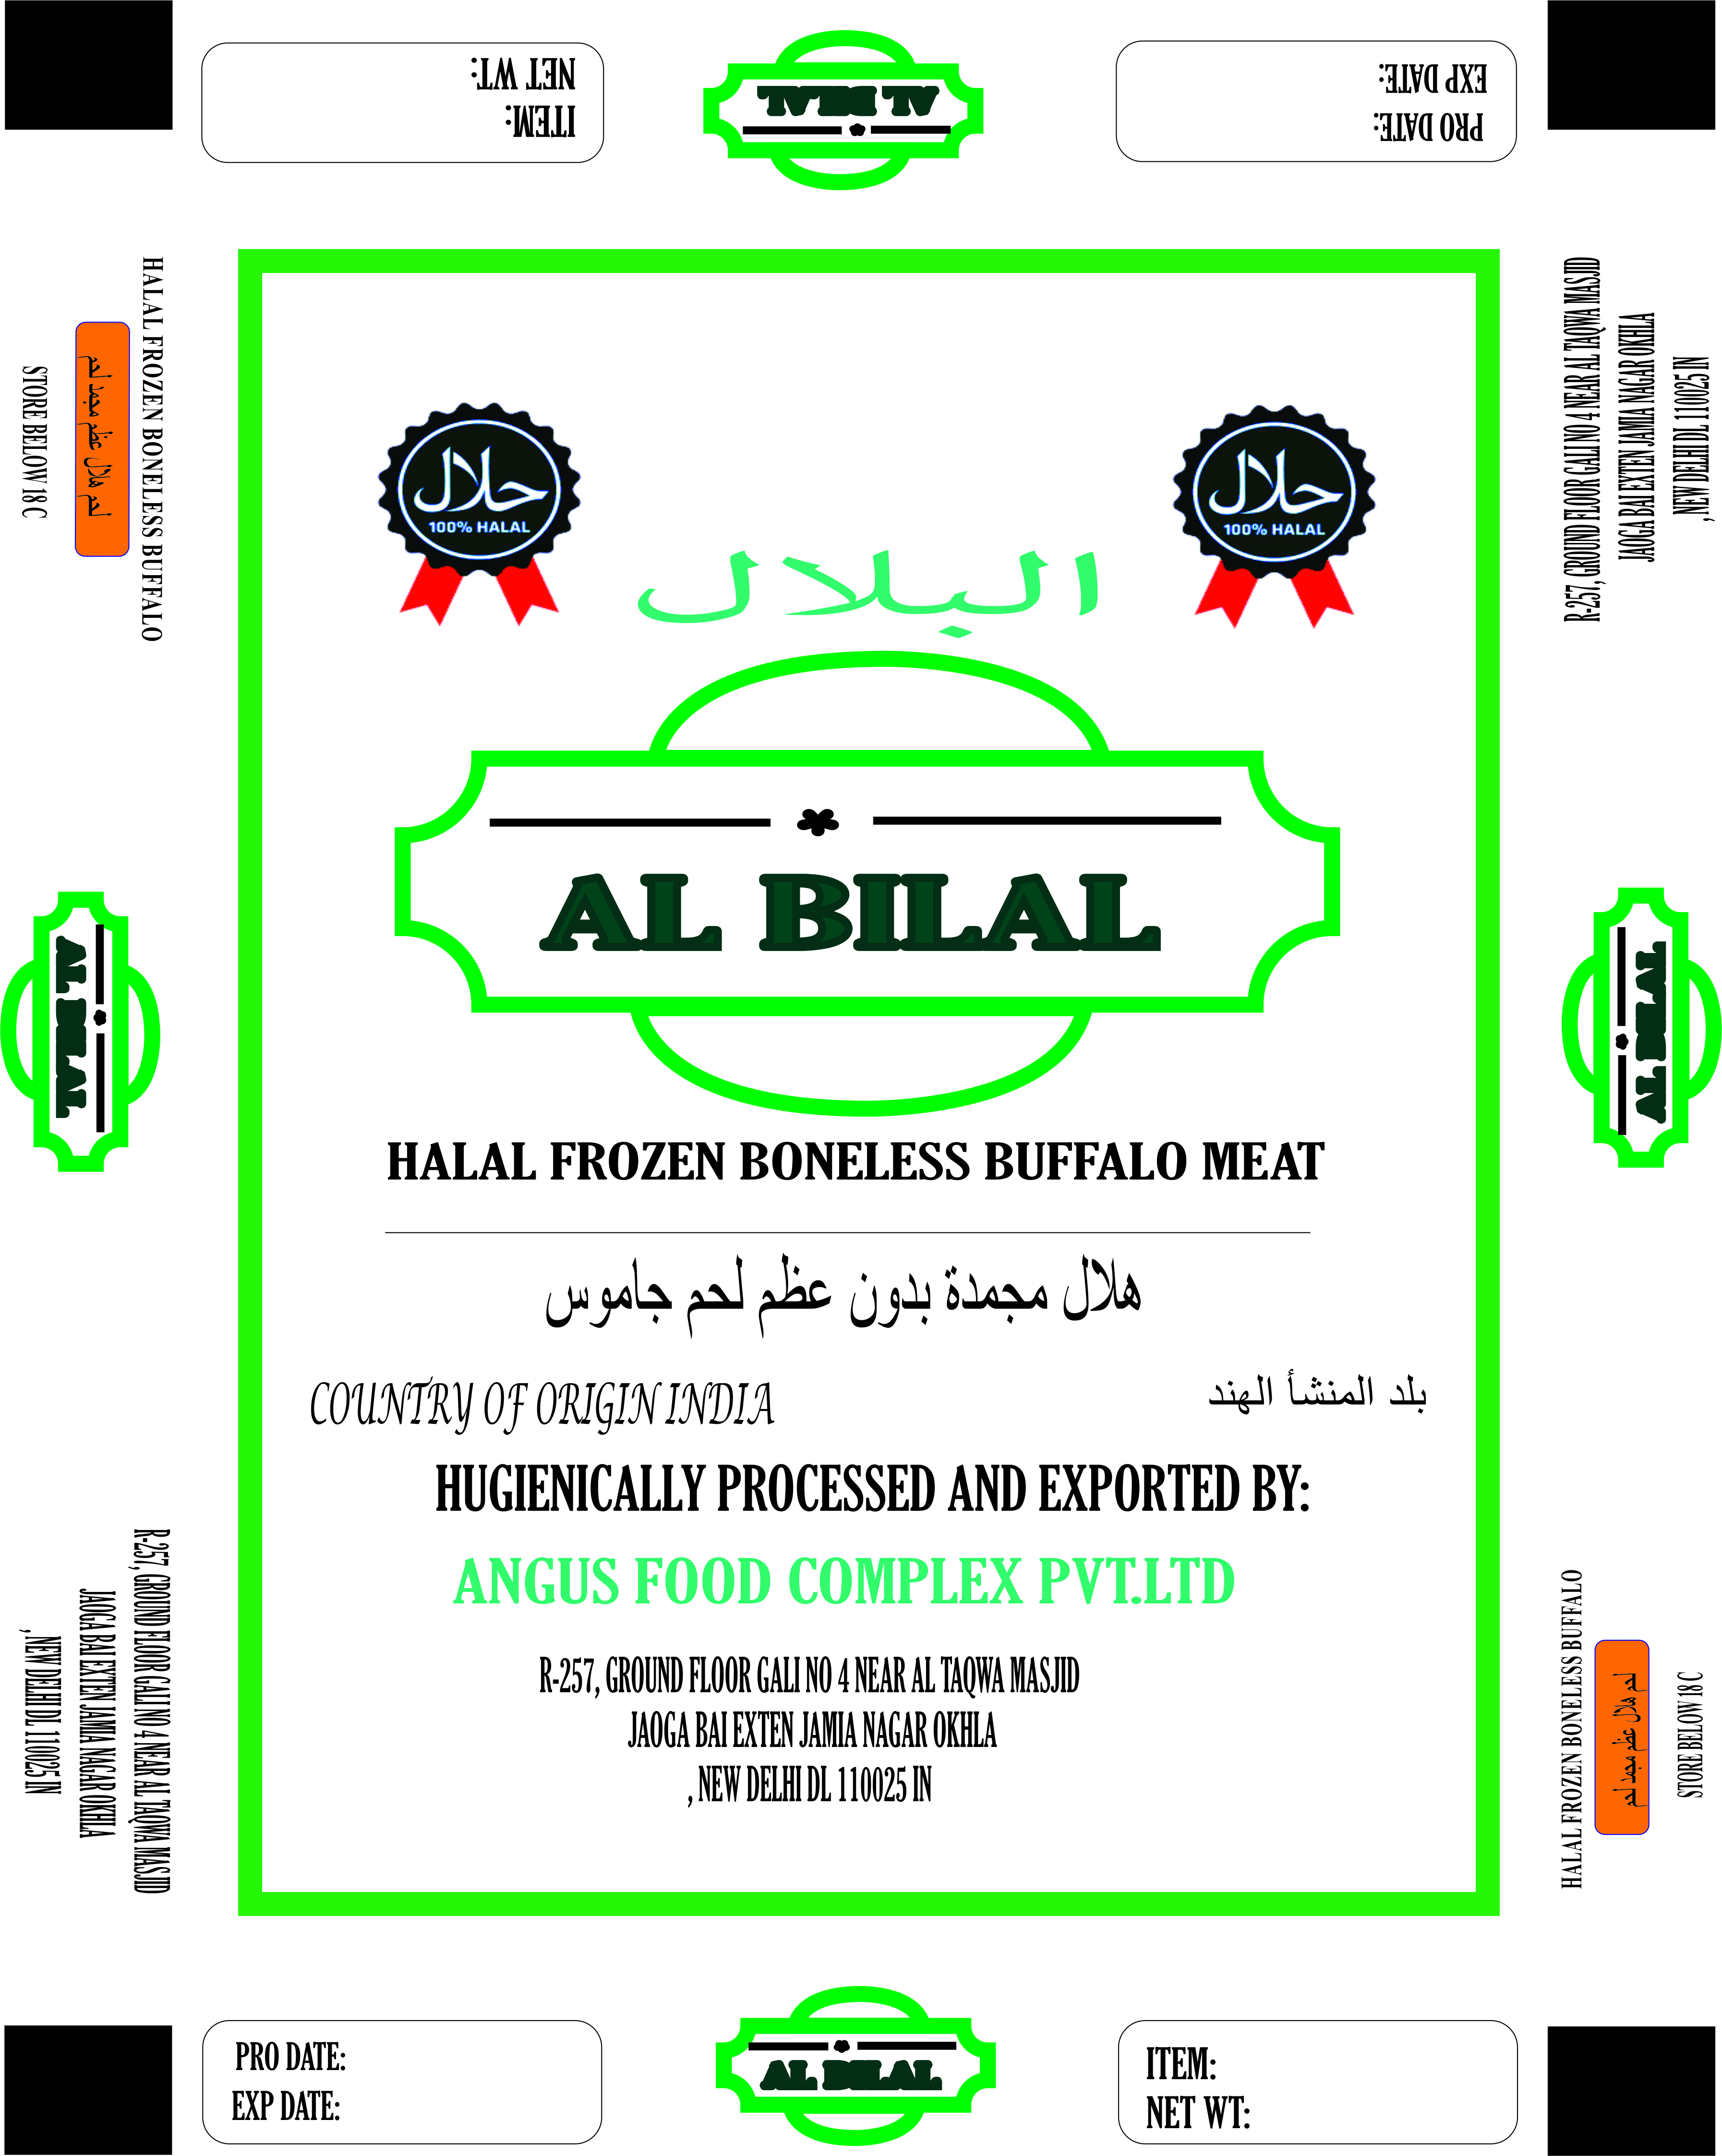 NET WT:
ITEM:
AL BILAL
EXP DATE:
PRO DATE:
HALAL FROZEN BONELESS BUFFALO
لحم هلال عظم مجمد لحم
STORE BELOW 18 C
R-257, GROUND FLOOR GALI NO 4 NEAR AL TAQWA MASJID
JAOGA BAI EXTEN JAMIA NAGAR OKHLA
, NEW DELHI DL 110025 IN
حلال
100% HALAL
حلال
100% HALAL
البلال
AL BILAL
AL BILAL
AL BILAL
HALAL FROZEN BONELESS BUFFALO MEAT
هلال مجمدة بدون عظم لحم جاموس
COUNTRY OF ORIGIN INDIA
بلد المنشأ الهند
HUGIENICALLY PROCESSED AND EXPORTED BY:
ANGUS FOOD COMPLEX PVT.LTD
R-257, GROUND FLOOR GALI NO 4 NEAR AL TAQWA MASJID
JAOGA BAI EXTEN JAMIA NAGAR OKHLA
, NEW DELHI DL 110025 IN
R-257, GROUND FLOOR GALI NO 4 NEAR AL TAQWA MASJID
JAOGA BAI EXTEN JAMIA NAGAR OKHLA
, NEW DELHI DL 110025 IN
HALAL FROZEN BONELESS BUFFALO
لحم هلال عظم مجمد لحم
STORE BELOW 18 C
PRO DATE:
EXP DATE:
AL BILAL
ITEM:
NET WT: